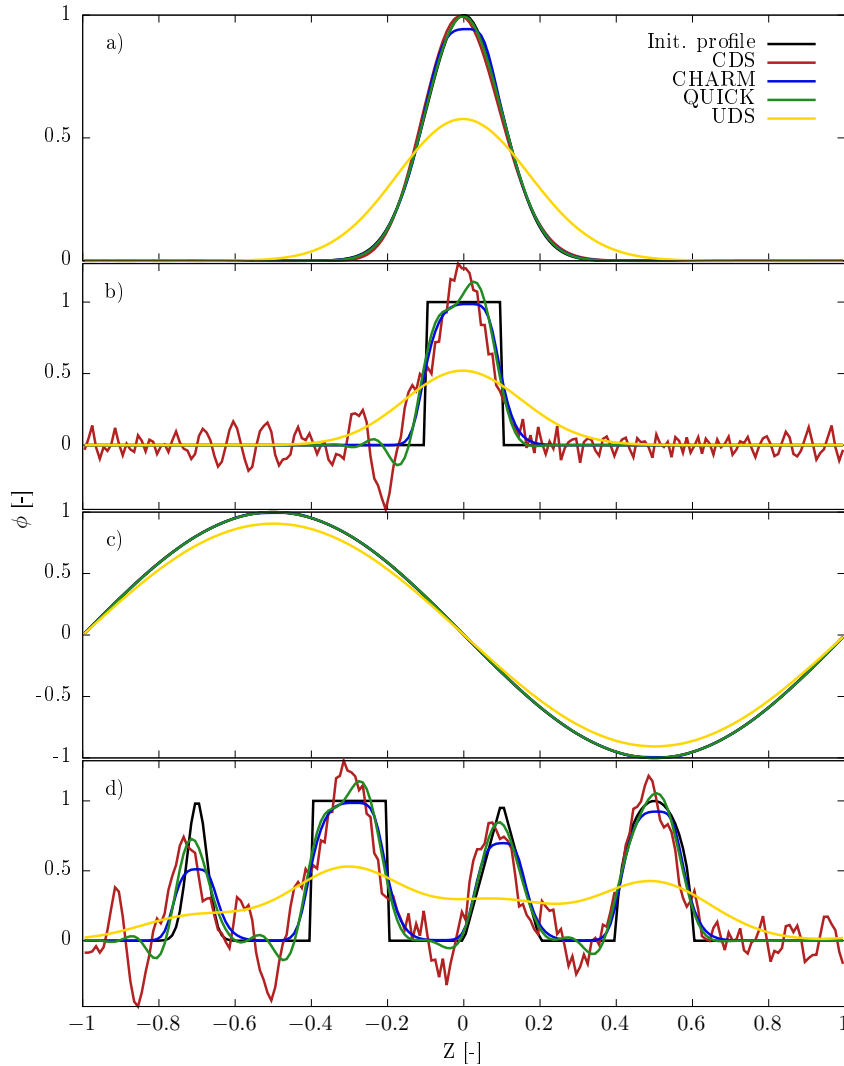 1
0.5
0
a)
Init. profile
CDS
CHARM
QUICK
UDS
1
0.5
0
b)
ϕ [-]
1
0.5
0
-0.5
-1
c)
1
0.5
0
d)
−1 −0.8 −0.6 −0.4 −0.2 0 0.2 0.4 0.6 0.8 1
Z [-]